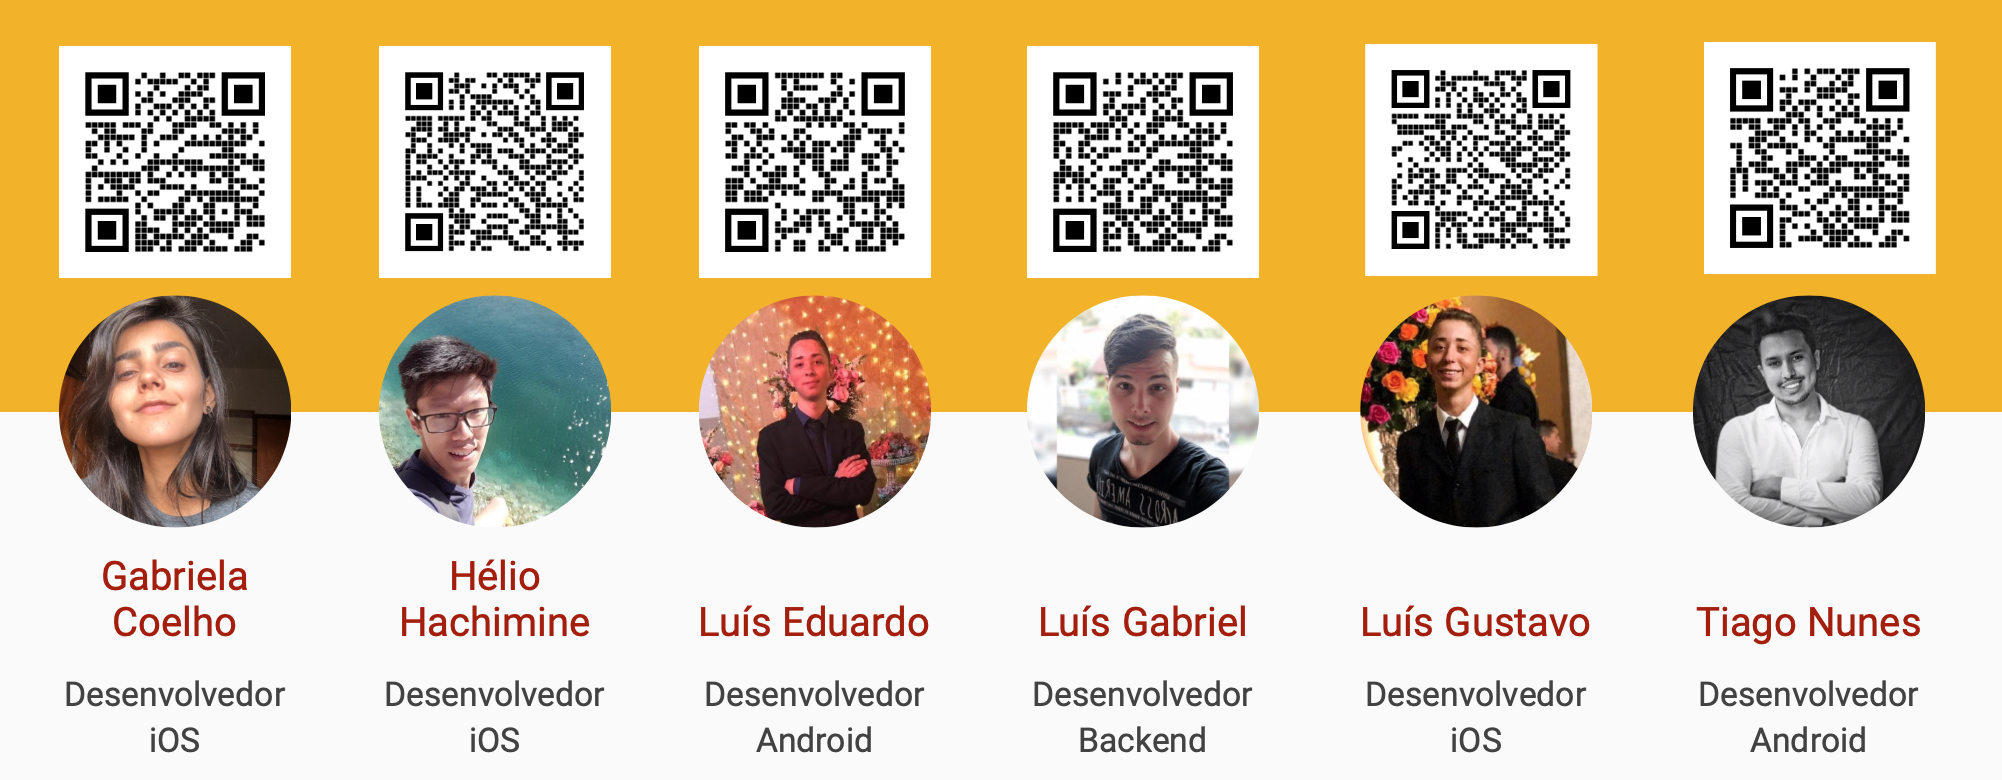 Gabriela
Coelho
Desenvolvedor
iOS
Hélio
Hachimine
Desenvolvedor
iOS
Luís Eduardo
Desenvolvedor
Android
Luís Gabriel
Desenvolvedor
Backend
Luís Gustavo
Desenvolvedor
iOS
Tiago Nunes
Desenvolvedor
Android